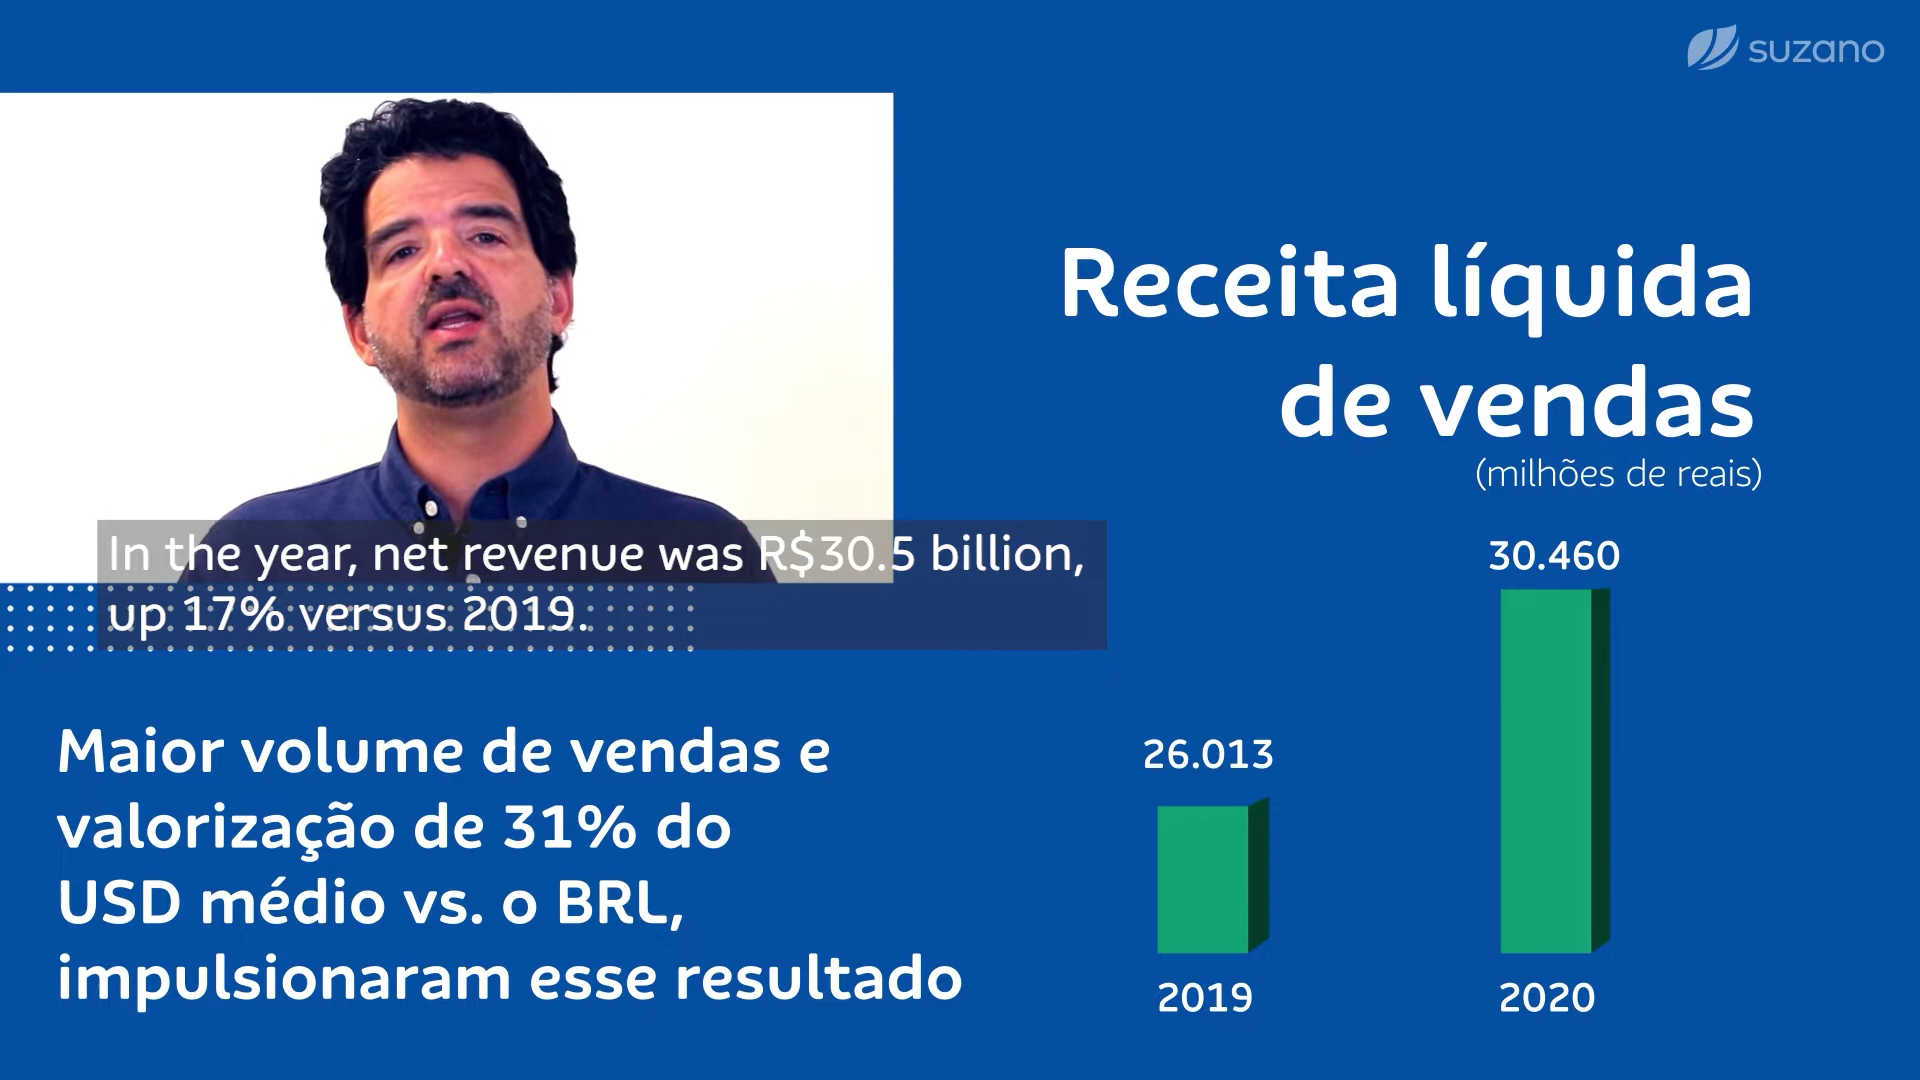 suzano
Receita líquida
de vendas
(milhões de reais)
In the year, net revenue was R$30.5 billion,
up 17% versus 2019.
Maior volume de vendas e
valorização de 31% do
USD médio vs. o BRL,
impulsionaram esse resultado
30.460
26.013
2019
2020